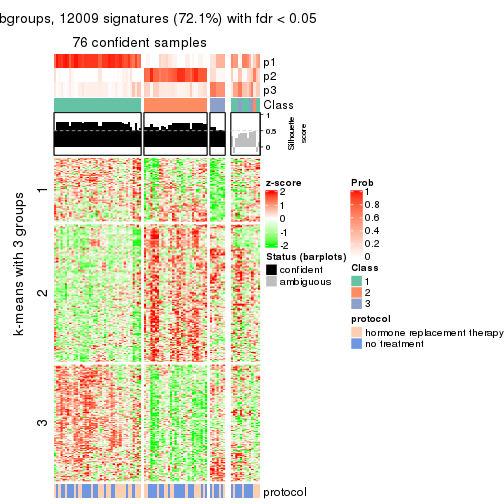 bgroups, 12009 signatures (72.1%) with fdr < 0.05
76 confident samples
p1
p2
p3
Class
1
0.5
0
Silhouette
score
k-means with 3 groups
1
2
3
protocol
z-score
2
1
0
-1
-2
Status (barplots)
confident
ambiguous
Prob
1
0.8
0.6
0.4
0.2
0
Class
1
2
3
protocol
hormone replacement therapy
no treatment